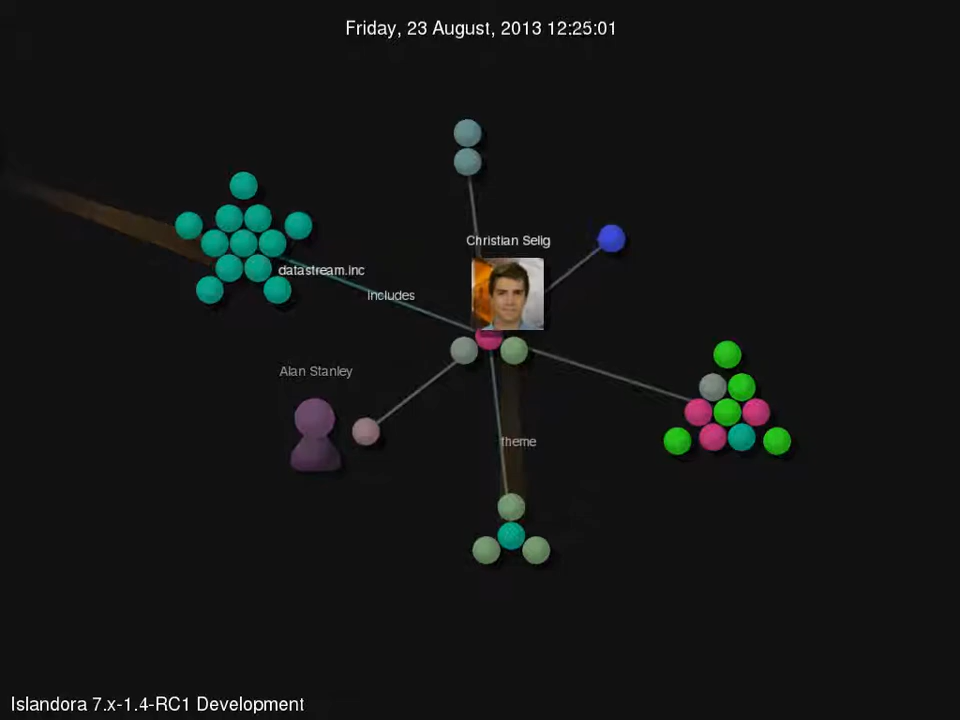 Friday, 23 August, 2013 12:25:01
Christian Selig
datastream.inc
includes
Alan Stanley
theme
Islandora 7.x-1.4-RC1 Development